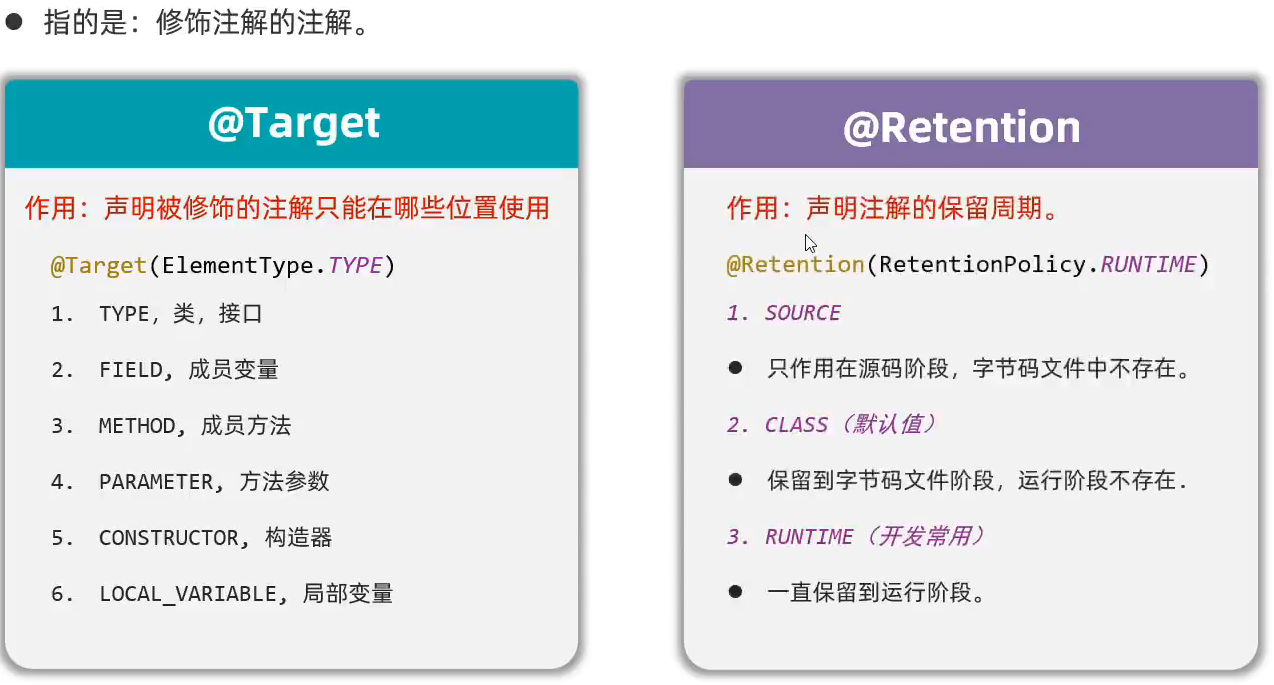 ● 指的是：修饰注解的注解。
@Target
作用：声明被修饰的注解只能在哪些位置使用
@Target(ElementType.TYPE)
1. TYPE，类，接口
2. FIELD, 成员变量
3. METHOD, 成员方法
4. PARAMETER, 方法参数
5. CONSTRUCTOR, 构造器
6. LOCAL_VARIABLE, 局部变量
@Retention
作用：声明注解的保留周期。
@Retention(RetentionPolicy.RUNTIME)
1. SOURCE
● 只作用在源码阶段，字节码文件中不存在。
2. CLASS（默认值）
● 保留到字节码文件阶段，运行阶段不存在.
3. RUNTIME（开发常用）
● 一直保留到运行阶段。